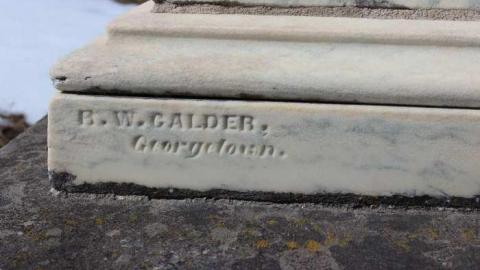 R. W. CALDER,
Georgetown.